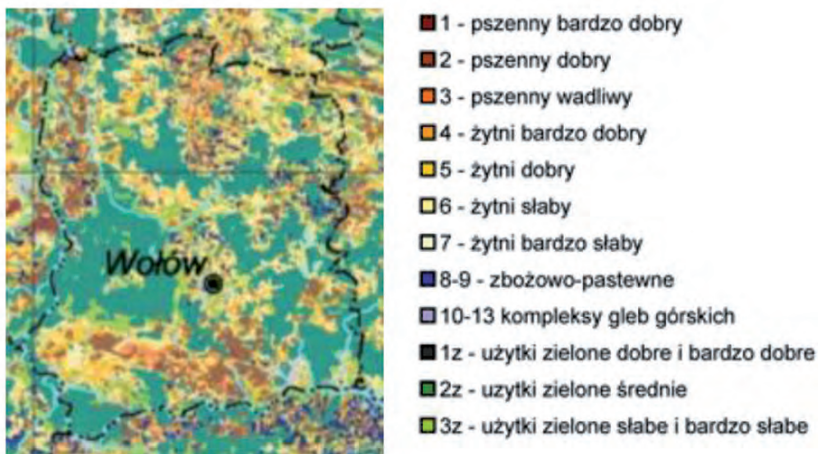 Wołów
1 - pszenny bardzo dobry
2 - pszenny dobry
3 - pszenny wadliwy
4 - żytni bardzo dobry
5 - żytni dobry
6 - żytni słaby
7 - żytni bardzo słaby
8-9 - zbożowo-pastewne
10-13 kompleksy gleb górskich
1z - użytki zielone dobre i bardzo dobre
2z - uzytki zielone średnie
3z - użytki zielone słabe i bardzo słabe